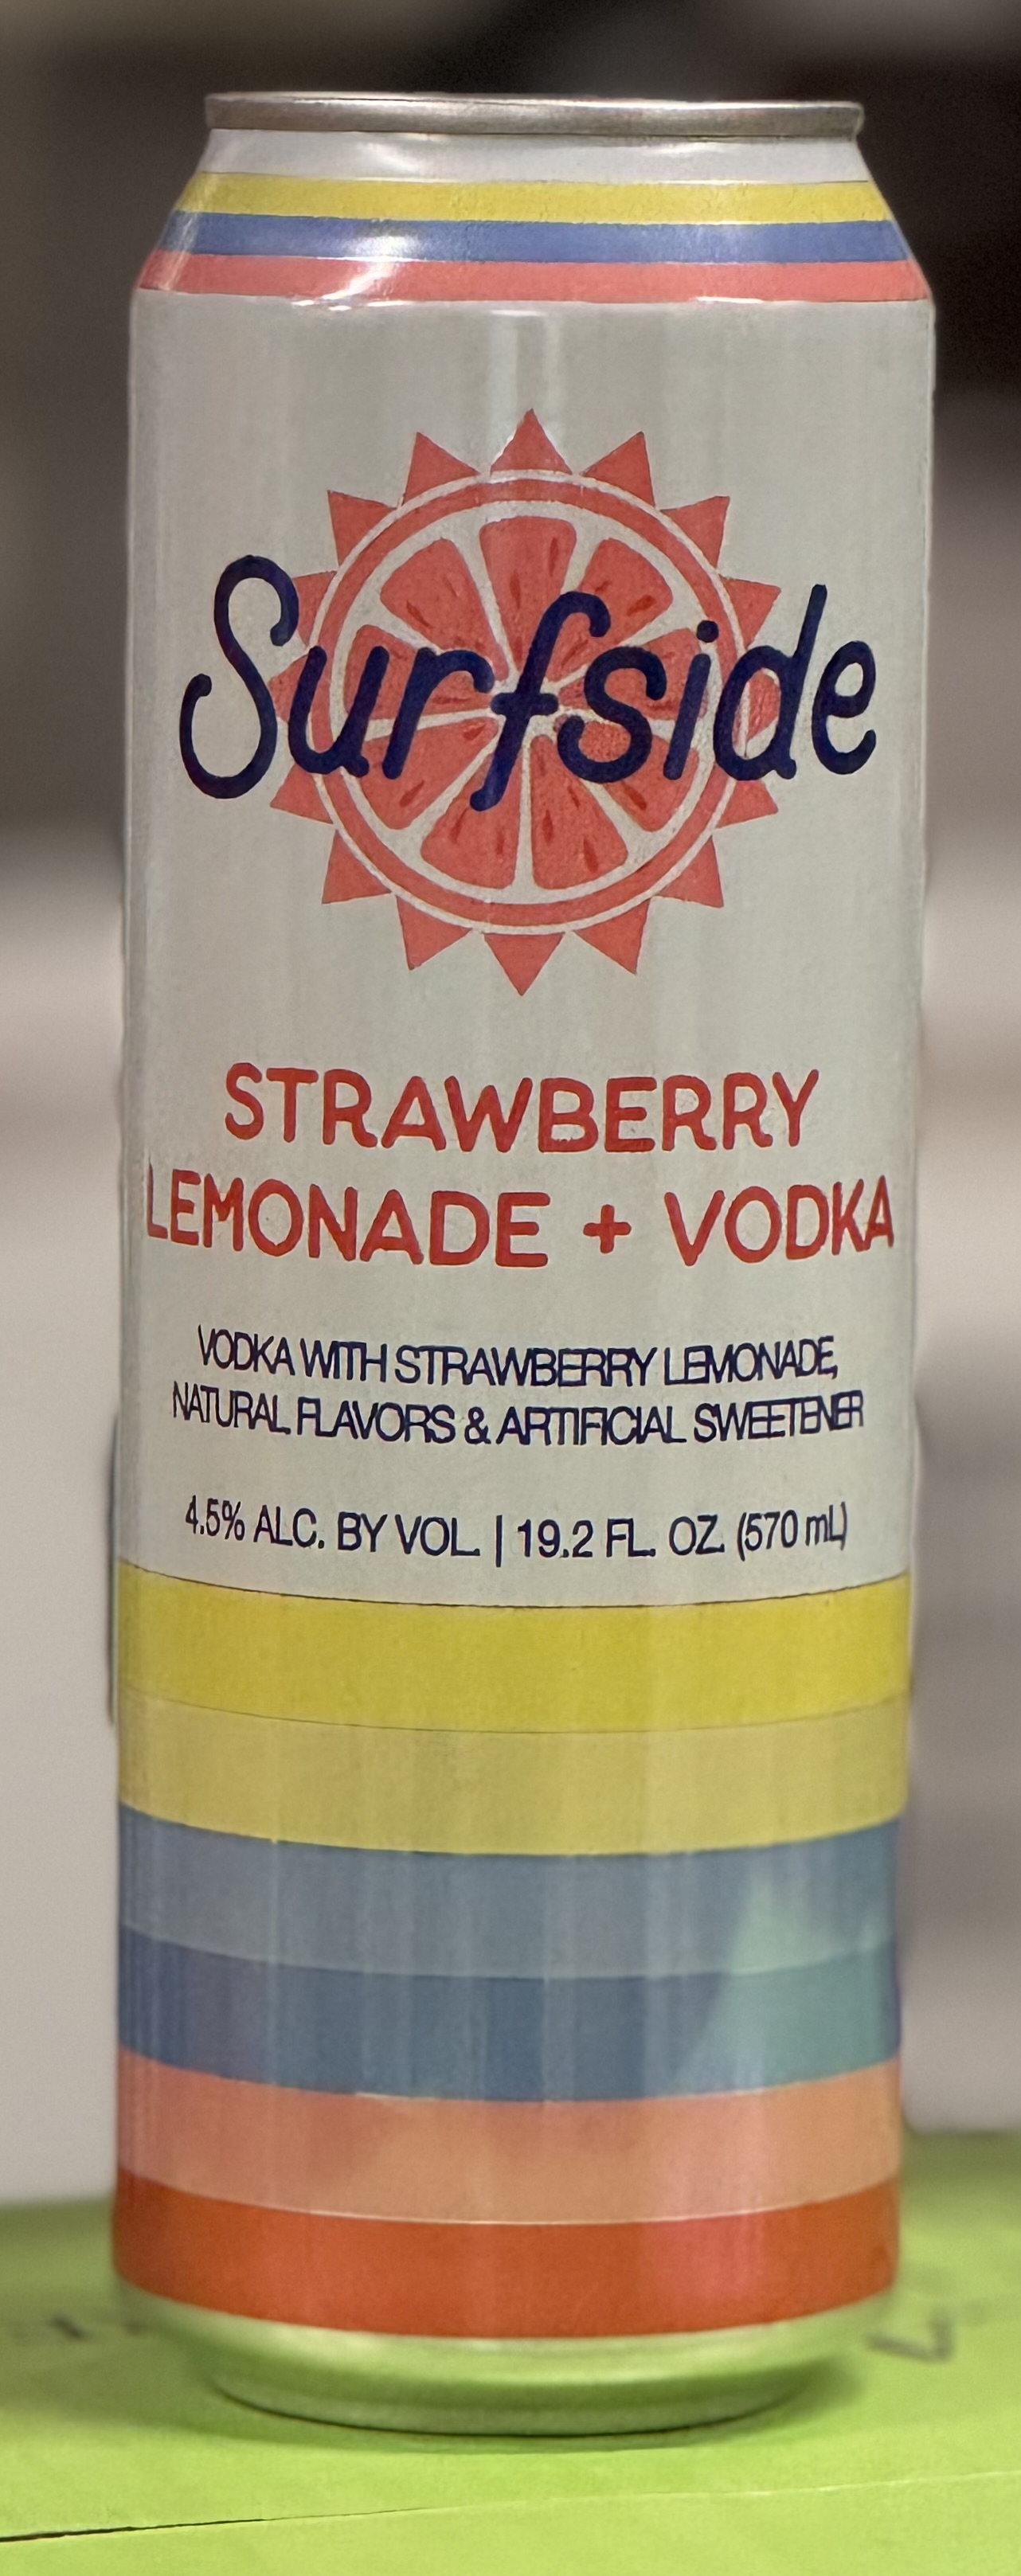 Surfside
STRAWBERRY
LEMONADE + VODKA
VODKA WITH STRAWBERRY LEMONADE,
NATURAL FLAVORS & ARTIFICIAL SWEETENER
4.5% ALC. BY VOL. | 19.2 FL. OZ. (570 mL)